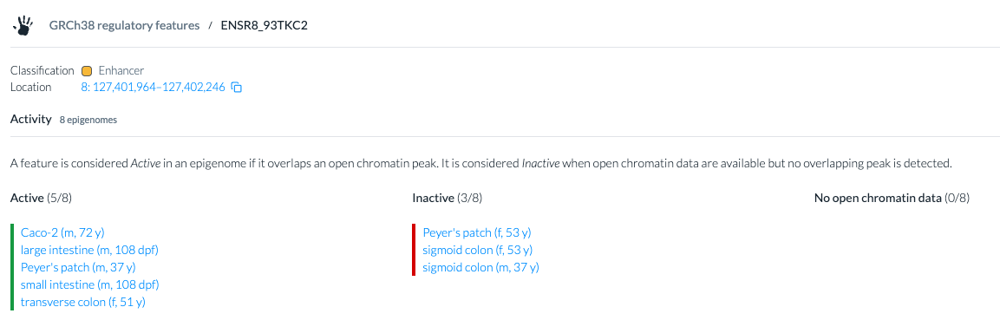 GRCh38 regulatory features / ENSR8_93TKC2
Classification Enhancer
Location 8: 127,401,964–127,402,246
Activity 8 epigenomes
A feature is considered Active in an epigenome if it overlaps an open chromatin peak. It is considered Inactive when open chromatin data are available but no overlapping peak is detected.
Active (5/8) Inactive (3/8) No open chromatin data (0/8)
Caco-2 (m, 72 y) Peyer's patch (f, 53 y)
large intestine (m, 108 dpf) sigmoid colon (f, 53 y)
Peyer's patch (m, 37 y) sigmoid colon (m, 37 y)
small intestine (m, 108 dpf)
transverse colon (f, 51 y)